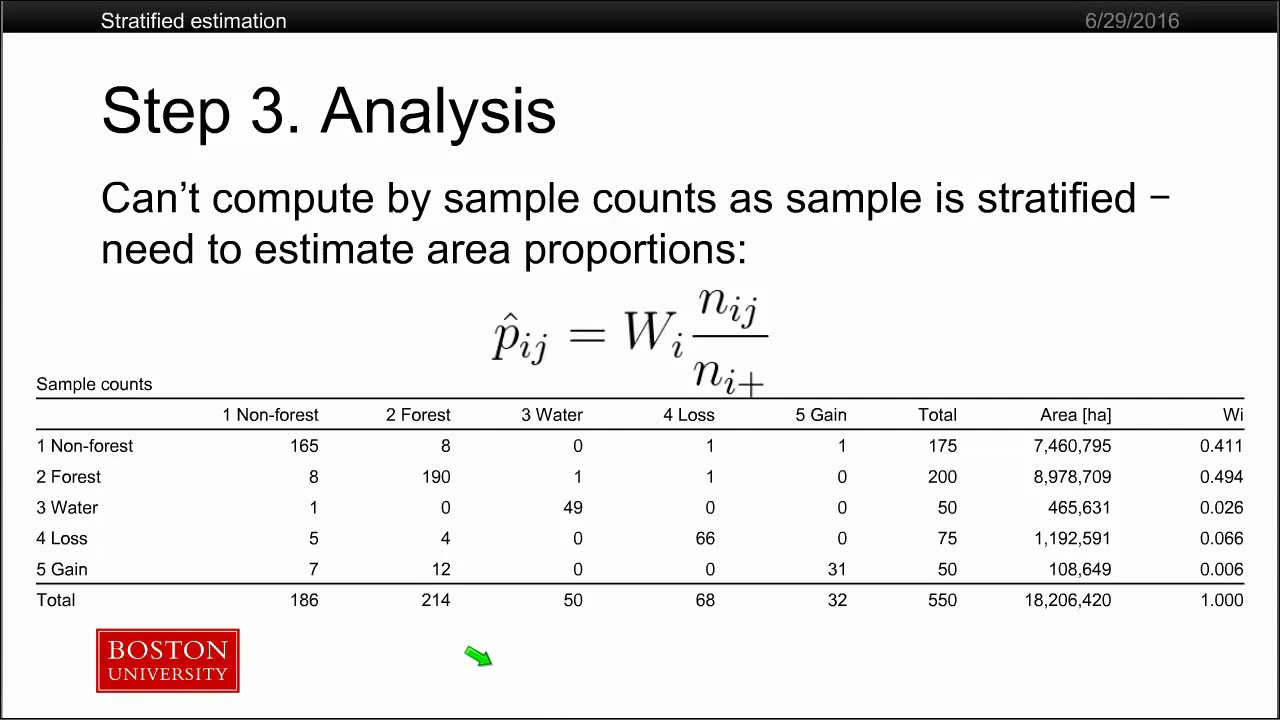 Stratified estimation 6/29/2016
Step 3. Analysis
Can’t compute by sample counts as sample is stratified −
need to estimate area proportions:
p̂ij = Wi nij / ni+
Sample counts
1 Non-forest 2 Forest 3 Water 4 Loss 5 Gain Total Area [ha] Wi
1 Non-forest 165 8 0 1 1 175 7,460,795 0.411
2 Forest 8 190 1 1 0 200 8,978,709 0.494
3 Water 1 0 49 0 0 50 465,631 0.026
4 Loss 5 4 0 66 0 75 1,192,591 0.066
5 Gain 7 12 0 0 31 50 108,649 0.006
Total 186 214 50 68 32 550 18,206,420 1.000
BOSTON
UNIVERSITY